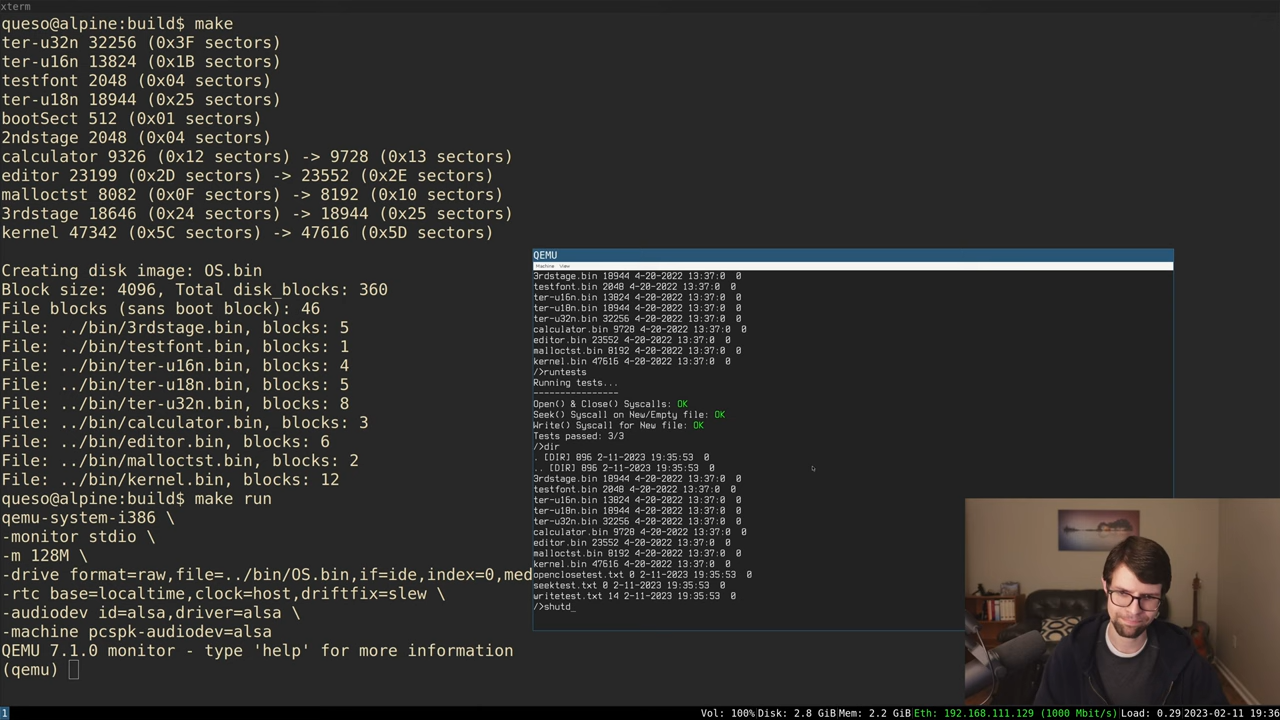 xterm
queso@alpine:build$ make
ter-u32n 32256 (0x3F sectors)
ter-u16n 13824 (0x1B sectors)
testfont 2048 (0x04 sectors)
ter-u18n 18944 (0x25 sectors)
bootSect 512 (0x01 sectors)
2ndstage 2048 (0x04 sectors)
calculator 9326 (0x12 sectors) -> 9728 (0x13 sectors)
editor 23199 (0x2D sectors) -> 23552 (0x2E sectors)
malloctst 8082 (0x0F sectors) -> 8192 (0x10 sectors)
3rdstage 18646 (0x24 sectors) -> 18944 (0x25 sectors)
kernel 47342 (0x5C sectors) -> 47616 (0x5D sectors)
Creating disk image: OS.bin
Block size: 4096, Total disk_blocks: 360
File blocks (sans boot block): 46
File: ../bin/3rdstage.bin, blocks: 5
File: ../bin/testfont.bin, blocks: 1
File: ../bin/ter-u16n.bin, blocks: 4
File: ../bin/ter-u18n.bin, blocks: 5
File: ../bin/ter-u32n.bin, blocks: 8
File: ../bin/calculator.bin, blocks: 3
File: ../bin/editor.bin, blocks: 6
File: ../bin/malloctst.bin, blocks: 2
File: ../bin/kernel.bin, blocks: 12
queso@alpine:build$ make run
qemu-system-i386 \
-monitor stdio \
-m 128M \
-drive format=raw,file=../bin/OS.bin,if=ide,index=0,med
-rtc base=localtime,clock=host,driftfix=slew \
-audiodev id=alsa,driver=alsa \
-machine pcspk-audiodev=alsa
QEMU 7.1.0 monitor - type 'help' for more information
(qemu)
QEMU
Machine View
3rdstage.bin 18944 4-20-2022 13:37:0 0
testfont.bin 2048 4-20-2022 13:37:0 0
ter-u16n.bin 13824 4-20-2022 13:37:0 0
ter-u18n.bin 18944 4-20-2022 13:37:0 0
ter-u32n.bin 32256 4-20-2022 13:37:0 0
calculator.bin 9728 4-20-2022 13:37:0 0
editor.bin 23552 4-20-2022 13:37:0 0
malloctst.bin 8192 4-20-2022 13:37:0 0
kernel.bin 47616 4-20-2022 13:37:0 0
/>runtests
Running tests...
----------------
Open() & Close() Syscalls: OK
Seek() Syscall on New/Empty file: OK
Write() Syscall for New file: OK
Tests passed: 3/3
/>dir
. [DIR] 896 2-11-2023 19:35:53 0
.. [DIR] 896 2-11-2023 19:35:53 0
3rdstage.bin 18944 4-20-2022 13:37:0 0
testfont.bin 2048 4-20-2022 13:37:0 0
ter-u16n.bin 13824 4-20-2022 13:37:0 0
ter-u18n.bin 18944 4-20-2022 13:37:0 0
ter-u32n.bin 32256 4-20-2022 13:37:0 0
calculator.bin 9728 4-20-2022 13:37:0 0
editor.bin 23552 4-20-2022 13:37:0 0
malloctst.bin 8192 4-20-2022 13:37:0 0
kernel.bin 47616 4-20-2022 13:37:0 0
openclosetest.txt 0 2-11-2023 19:35:53 0
seektest.txt 0 2-11-2023 19:35:53 0
writetest.txt 14 2-11-2023 19:35:53 0
/>shutd_
1
Vol: 100%|Disk: 2.8 GiB|Mem: 2.2 GiB|Eth: 192.168.111.129 (1000 Mbit/s)|Load: 0.29|2023-02-11 19:36